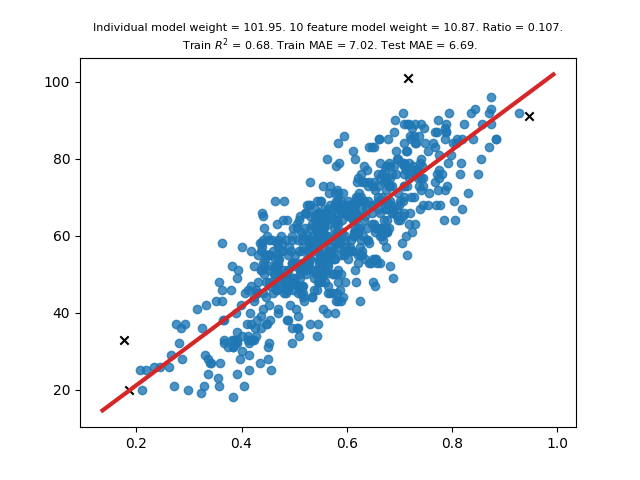 Individual model weight = 101.95. 10 feature model weight = 10.87. Ratio = 0.107.
Train R² = 0.68. Train MAE = 7.02. Test MAE = 6.69.
100
80
60
40
20
0.2 0.4 0.6 0.8 1.0